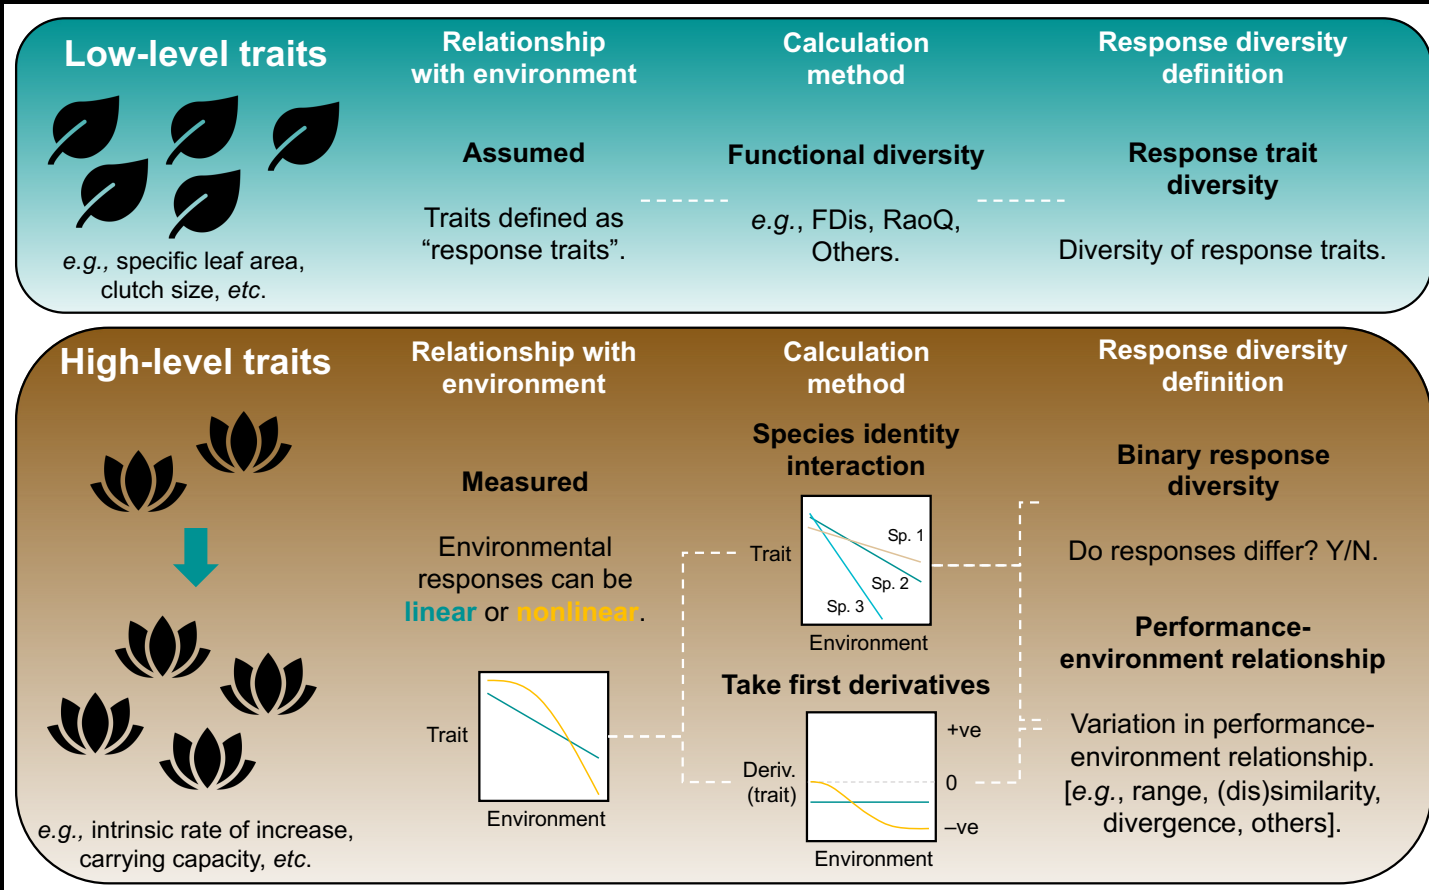 Low-level traits
e.g., specific leaf area,
clutch size, etc.
Relationship
with environment
Assumed
Traits defined as
“response traits”.
Calculation
method
Functional diversity
e.g., FDis, RaoQ,
Others.
Response diversity
definition
Response trait
diversity
Diversity of response traits.
High-level traits
e.g., intrinsic rate of increase,
carrying capacity, etc.
Relationship with
environment
Measured
Environmental
responses can be
linear or nonlinear.
Trait
Environment
Calculation
method
Species identity
interaction
Trait
Sp. 1
Sp. 2
Sp. 3
Environment
Take first derivatives
Deriv.
(trait)
+ve
0
–ve
Environment
Response diversity
definition
Binary response
diversity
Do responses differ? Y/N.
Performance-
environment relationship
Variation in performance-
environment relationship.
[e.g., range, (dis)similarity,
divergence, others].